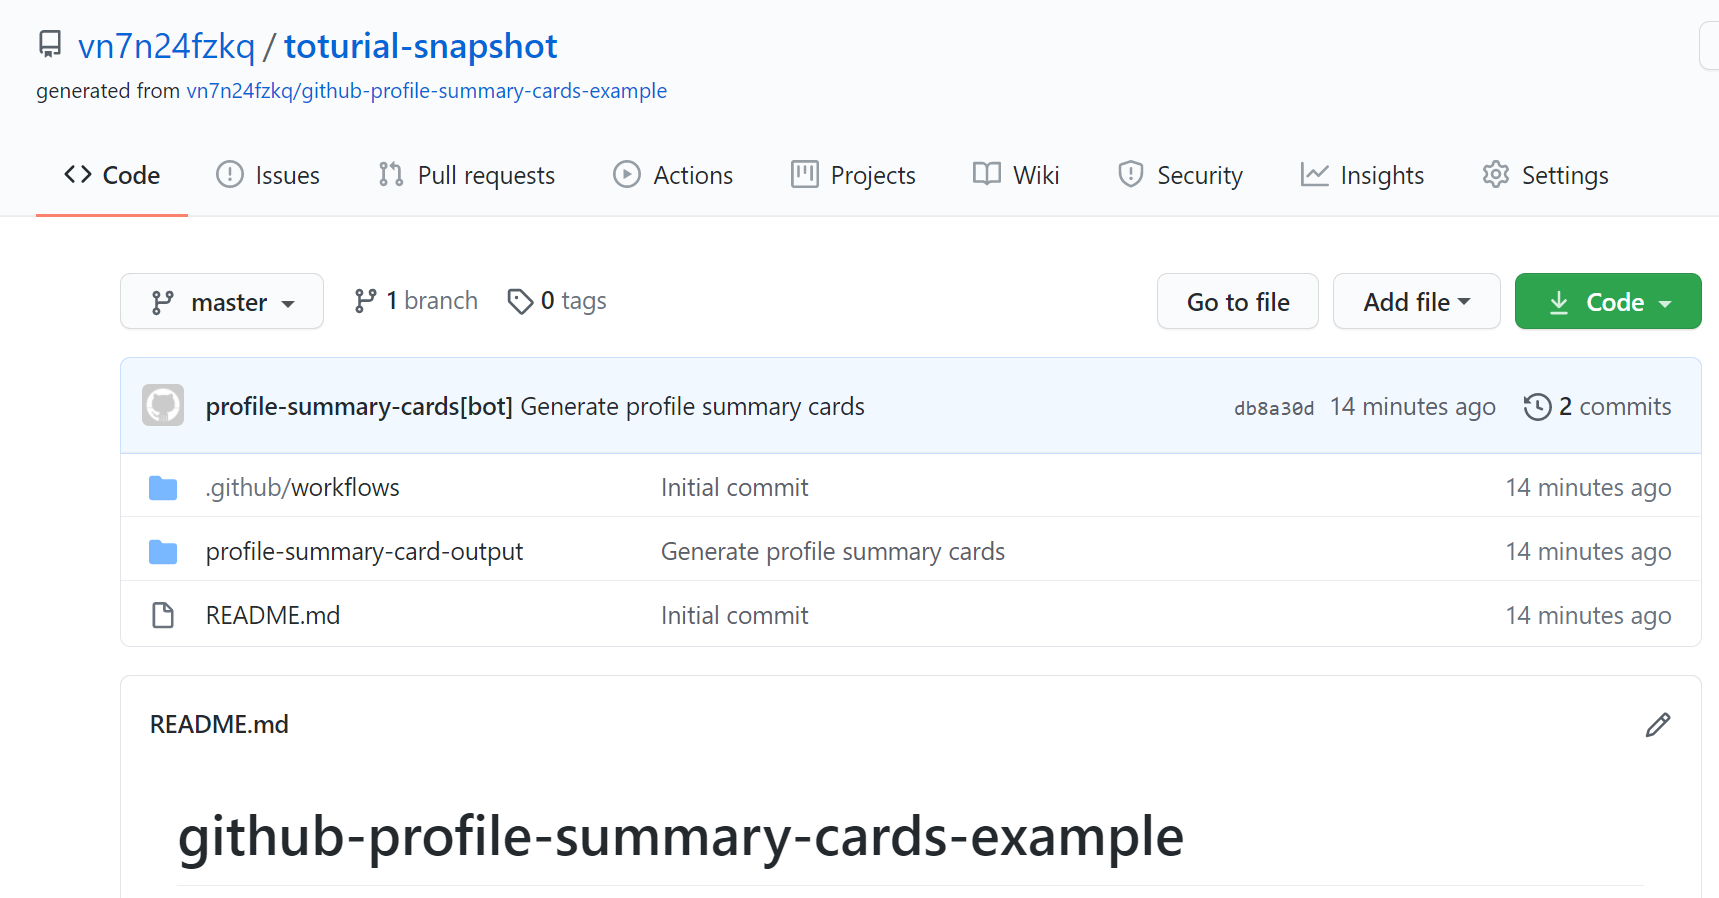 vn7n24fzkq / toturial-snapshot
generated from vn7n24fzkq/github-profile-summary-cards-example
Code Issues Pull requests Actions Projects Wiki Security Insights Settings
master 1 branch 0 tags Go to file Add file Code
profile-summary-cards[bot] Generate profile summary cards db8a30d 14 minutes ago 2 commits
.github/workflows Initial commit 14 minutes ago
profile-summary-card-output Generate profile summary cards 14 minutes ago
README.md Initial commit 14 minutes ago
README.md
github-profile-summary-cards-example